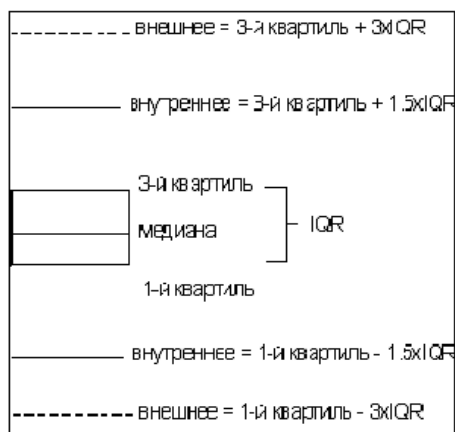 внешнее = 3-й квартиль + 3xIQR
внутреннее = 3-й квартиль + 1.5xIQR
3-й квартиль
медиана
IQR
1-й квартиль
внутреннее = 1-й квартиль - 1.5xIQR
внешнее = 1-й квартиль - 3xIQR